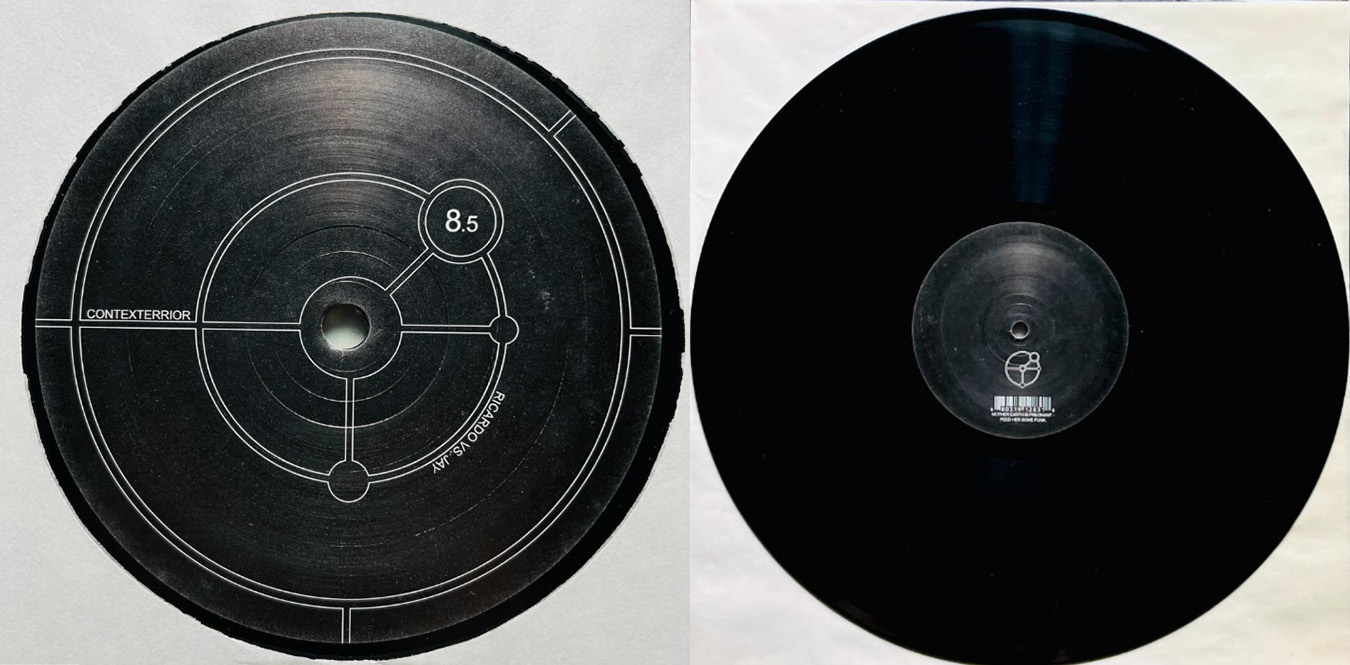 8.5
CONTEXTERRIOR
RICARDO VS. JAY
MOTHER EARTH IS PREGNANT -
FEED HER SOME FUNK.